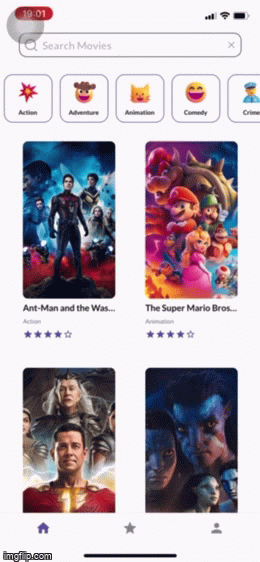 19:01
Search Movies
Action
Adventure
Animation
Comedy
Crime
Ant-Man and the Was...
The Super Mario Bros...
Action
Animation
imgflip.com